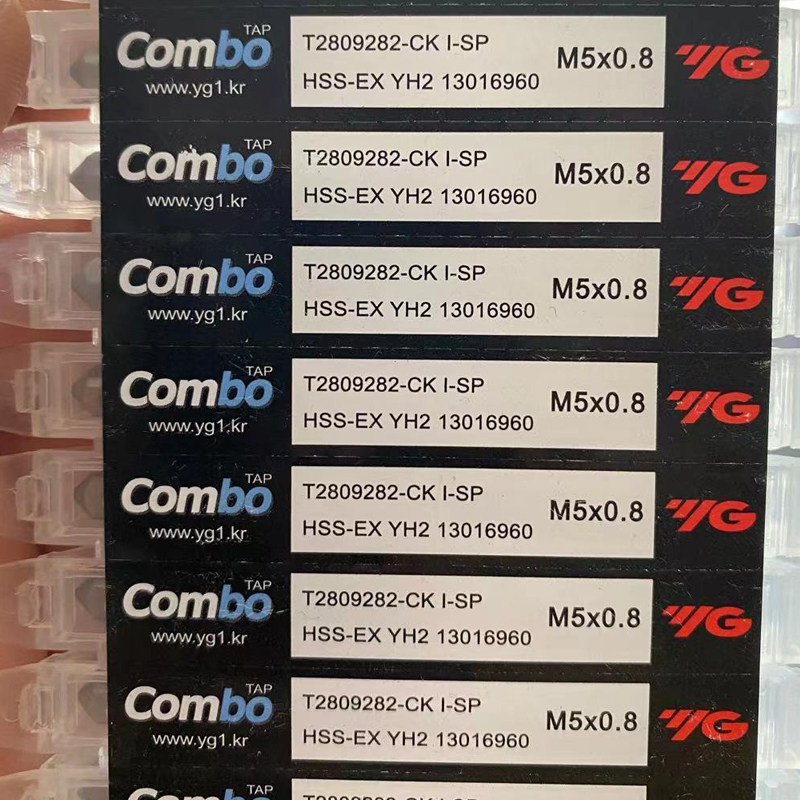 Combo TAP
www.yg1.kr
T2809282-CK I-SP
HSS-EX YH2 13016960
M5x0.8
YG
Combo TAP
www.yg1.kr
T2809282-CK I-SP
HSS-EX YH2 13016960
M5x0.8
YG
Combo TAP
www.yg1.kr
T2809282-CK I-SP
HSS-EX YH2 13016960
M5x0.8
YG
Combo TAP
www.yg1.kr
T2809282-CK I-SP
HSS-EX YH2 13016960
M5x0.8
YG
Combo TAP
www.yg1.kr
T2809282-CK I-SP
HSS-EX YH2 13016960
M5x0.8
YG
Combo TAP
www.yg1.kr
T2809282-CK I-SP
HSS-EX YH2 13016960
M5x0.8
YG
Combo TAP
www.yg1.kr
T2809282-CK I-SP
HSS-EX YH2 13016960
M5x0.8
YG
Combo TAP